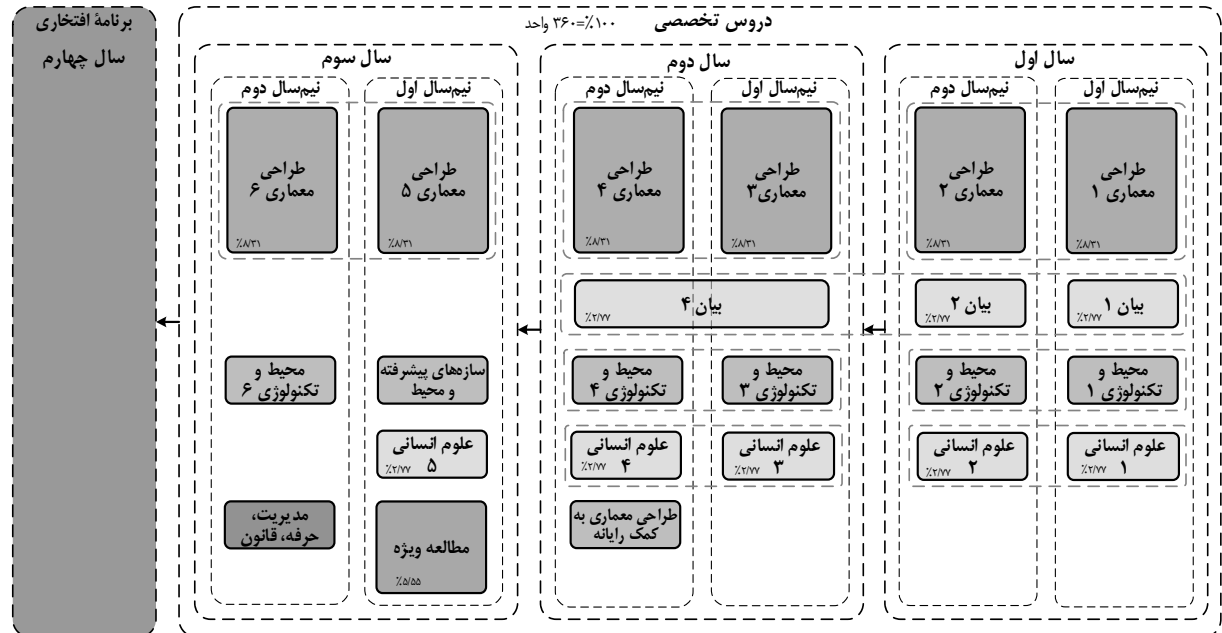 دروس تخصصی ۱۰۰٪=۳۶۰ واحد
سال اول
نیم‌سال اول
طراحی
معماری ۱
٪۸/۳۱
بیان ۱
٪۲/۷۷
محیط و
تکنولوژی ۱
علوم انسانی
۱
٪۲/۷۷
نیم‌سال دوم
طراحی
معماری ۲
٪۸/۳۱
بیان ۲
٪۲/۷۷
محیط و
تکنولوژی ۲
علوم انسانی
۲
٪۲/۷۷
سال دوم
نیم‌سال اول
طراحی
معماری۳
٪۸/۳۱
بیان ۴
٪۲/۷۷
محیط و
تکنولوژی ۳
علوم انسانی
۳
٪۲/۷۷
نیم‌سال دوم
طراحی
معماری ۴
٪۸/۳۱
محیط و
تکنولوژی ۴
علوم انسانی
۴
٪۲/۷۷
طراحی معماری به
کمک رایانه
سال سوم
نیم‌سال اول
طراحی
معماری ۵
٪۸/۳۱
سازه‌های پیشرفته
و محیط
علوم انسانی
۵
٪۲/۷۷
مطالعه ویژه
٪۵/۵۵
نیم‌سال دوم
طراحی
معماری ۶
٪۸/۳۱
محیط و
تکنولوژی ۶
مدیریت،
حرفه، قانون
برنامهٔ افتخاری
سال چهارم